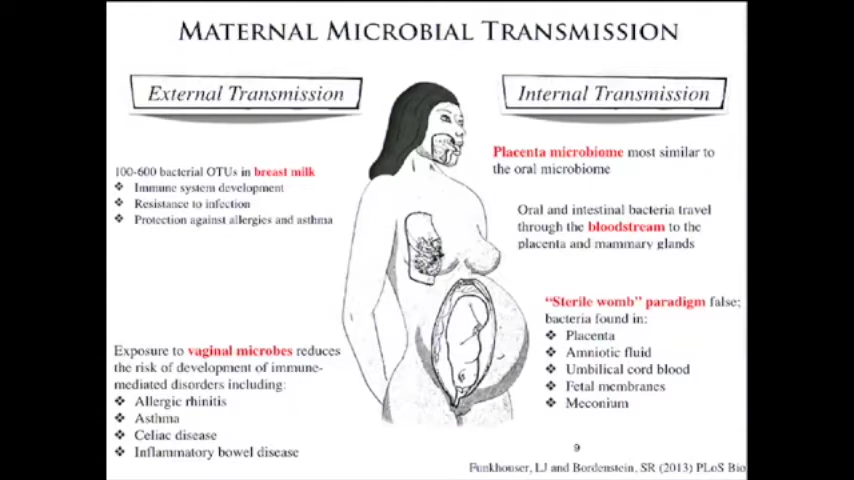 MATERNAL MICROBIAL TRANSMISSION
External Transmission
100-600 bacterial OTUs in breast milk
❖ Immune system development
❖ Resistance to infection
❖ Protection against allergies and asthma
Exposure to vaginal microbes reduces
the risk of development of immune-
mediated disorders including:
❖ Allergic rhinitis
❖ Asthma
❖ Celiac disease
❖ Inflammatory bowel disease
Internal Transmission
Placenta microbiome most similar to
the oral microbiome
Oral and intestinal bacteria travel
through the bloodstream to the
placenta and mammary glands
"Sterile womb" paradigm false;
bacteria found in:
❖ Placenta
❖ Amniotic fluid
❖ Umbilical cord blood
❖ Fetal membranes
❖ Meconium
9
Funkhouser, LJ and Bordenstein, SR (2013) PLoS Bio